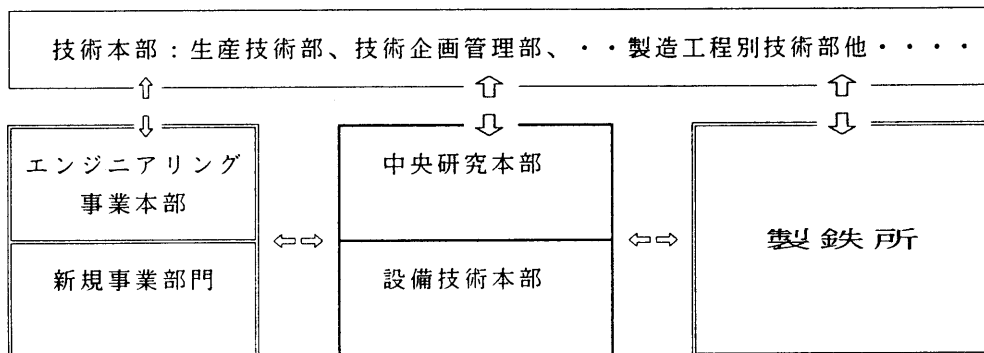 技術本部：生産技術部、技術企画管理部、・・製造工程別技術部他・・・・
エンジニアリング
事業本部
新規事業部門
中央研究本部
設備技術本部
製鉄所